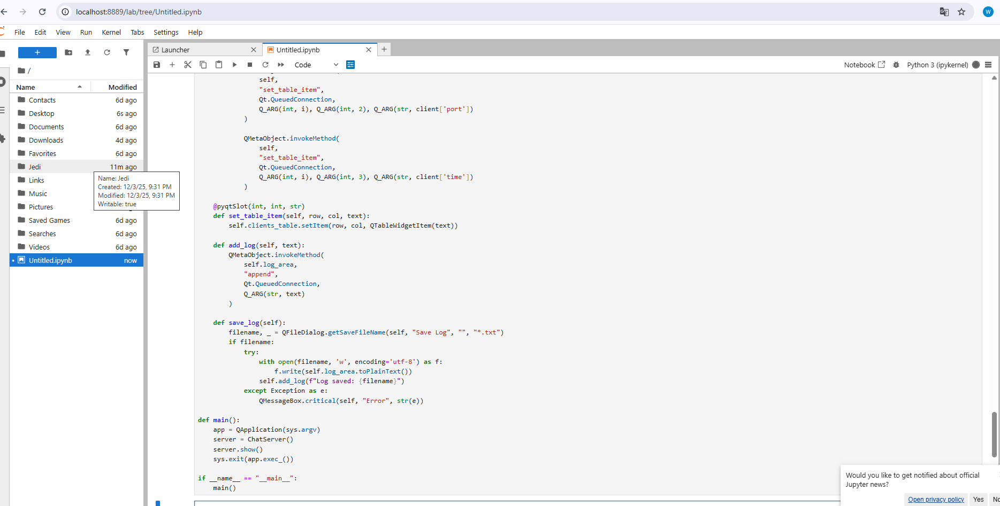 localhost:8889/lab/tree/Untitled.ipynb
W
File Edit View Run Kernel Tabs Settings Help
Launcher
Untitled.ipynb
Code
Notebook
Python 3 (ipykernel)
/
Name Modified
Contacts 6d ago
Desktop 6s ago
Documents 6d ago
Downloads 4d ago
Favorites 6d ago
Jedi 11m ago
Links
Music
Pictures
Saved Games 6d ago
Searches 6d ago
Videos 6d ago
Untitled.ipynb now
Name: Jedi
Created: 12/3/25, 9:31 PM
Modified: 12/3/25, 9:31 PM
Writable: true
self,
"set_table_item",
Qt.QueuedConnection,
Q_ARG(int, i), Q_ARG(int, 2), Q_ARG(str, client['port'])
)
QMetaObject.invokeMethod(
self,
"set_table_item",
Qt.QueuedConnection,
Q_ARG(int, i), Q_ARG(int, 3), Q_ARG(str, client['time'])
)
@pyqtSlot(int, int, str)
def set_table_item(self, row, col, text):
self.clients_table.setItem(row, col, QTableWidgetItem(text))
def add_log(self, text):
QMetaObject.invokeMethod(
self.log_area,
"append",
Qt.QueuedConnection,
Q_ARG(str, text)
)
def save_log(self):
filename, _ = QFileDialog.getSaveFileName(self, "Save Log", "", "*.txt")
if filename:
try:
with open(filename, 'w', encoding='utf-8') as f:
f.write(self.log_area.toPlainText())
self.add_log(f"Log saved: {filename}")
except Exception as e:
QMessageBox.critical(self, "Error", str(e))
def main():
app = QApplication(sys.argv)
server = ChatServer()
server.show()
sys.exit(app.exec_())
if __name__ == "__main__":
main()
Would you like to get notified about official
Jupyter news?
Open privacy policy Yes No